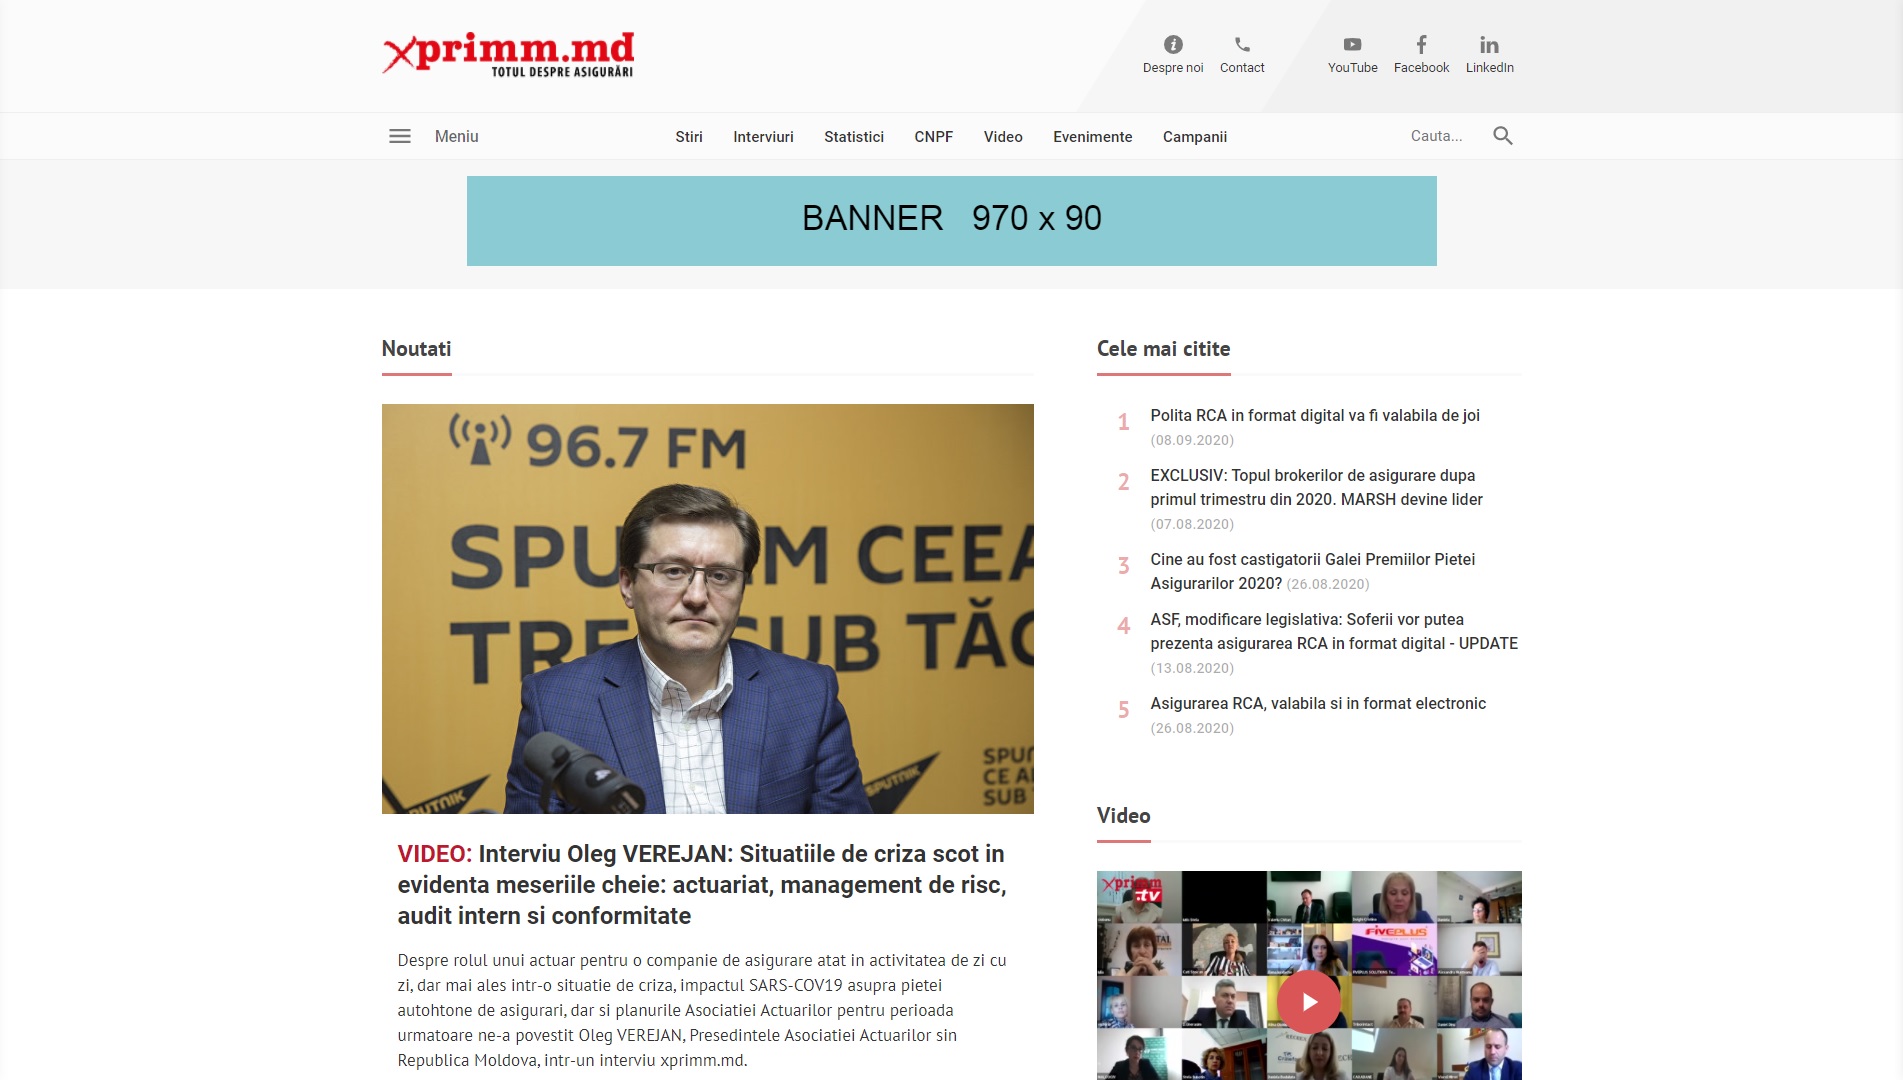 xprimm.md
TOTUL DESPRE ASIGURĂRI
Despre noi
Contact
YouTube
Facebook
LinkedIn
Meniu
Stiri
Interviuri
Statistici
CNPF
Video
Evenimente
Campanii
Cauta...
BANNER 970 x 90
Noutati
96.7 FM
SPU M CEEA
TRE SUB TĂC
SPUTNIK
SPUTNIK
SPUN
CE AL
SUB
VIDEO: Interviu Oleg VEREJAN: Situatiile de criza scot in
evidenta meseriile cheie: actuariat, management de risc,
audit intern si conformitate
Despre rolul unui actuar pentru o companie de asigurare atat in activitatea de zi cu
zi, dar mai ales intr-o situatie de criza, impactul SARS-COV19 asupra pietei
autohtone de asigurari, dar si planurile Asociatiei Actuarilor pentru perioada
urmatoare ne-a povestit Oleg VEREJAN, Presedintele Asociatiei Actuarilor sin
Republica Moldova, intr-un interviu xprimm.md.
Cele mai citite
1 Polita RCA in format digital va fi valabila de joi
(08.09.2020)
2 EXCLUSIV: Topul brokerilor de asigurare dupa
primul trimestru din 2020. MARSH devine lider
(07.08.2020)
3 Cine au fost castigatorii Galei Premiilor Pietei
Asigurarilor 2020? (26.08.2020)
4 ASF, modificare legislativa: Soferii vor putea
prezenta asigurarea RCA in format digital - UPDATE
(13.08.2020)
5 Asigurarea RCA, valabila si in format electronic
(26.08.2020)
Video
xprimm
.tv
FIVEPLUS